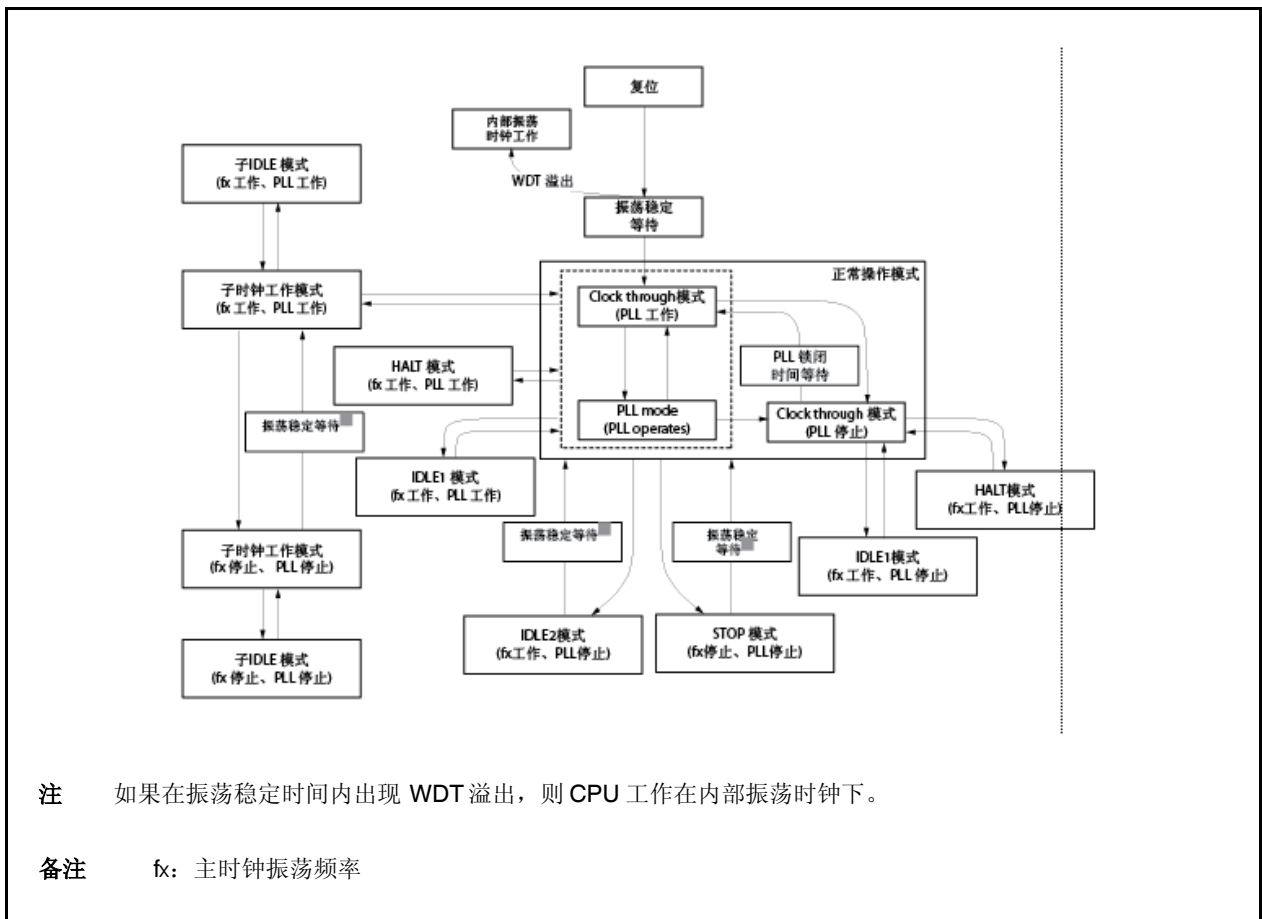 复位
内部振荡
时钟工作
WDT 溢出
振荡稳定
等待
子IDLE 模式
(fx 工作、PLL 工作)
子时钟工作模式
(fx 工作、PLL 工作)
正常操作模式
Clock through模式
(PLL 工作)
PLL 锁闭
时间等待
HALT 模式
(fx 工作、PLL 工作)
PLL mode
(PLL operates)
Clock through 模式
(PLL 停止)
振荡稳定等待
IDLE1 模式
(fx 工作、PLL 工作)
HALT模式
(fx工作、PLL停止)
振荡稳定等待
振荡稳定
等待
子时钟工作模式
(fx 停止、PLL 停止)
IDLE1模式
(fx 工作、PLL 停止)
IDLE2模式
(fx工作、PLL停止)
STOP 模式
(fx停止、PLL停止)
子IDLE 模式
(fx 停止、PLL 停止)
注 如果在振荡稳定时间内出现 WDT 溢出，则 CPU 工作在内部振荡时钟下。
备注 fx：主时钟振荡频率